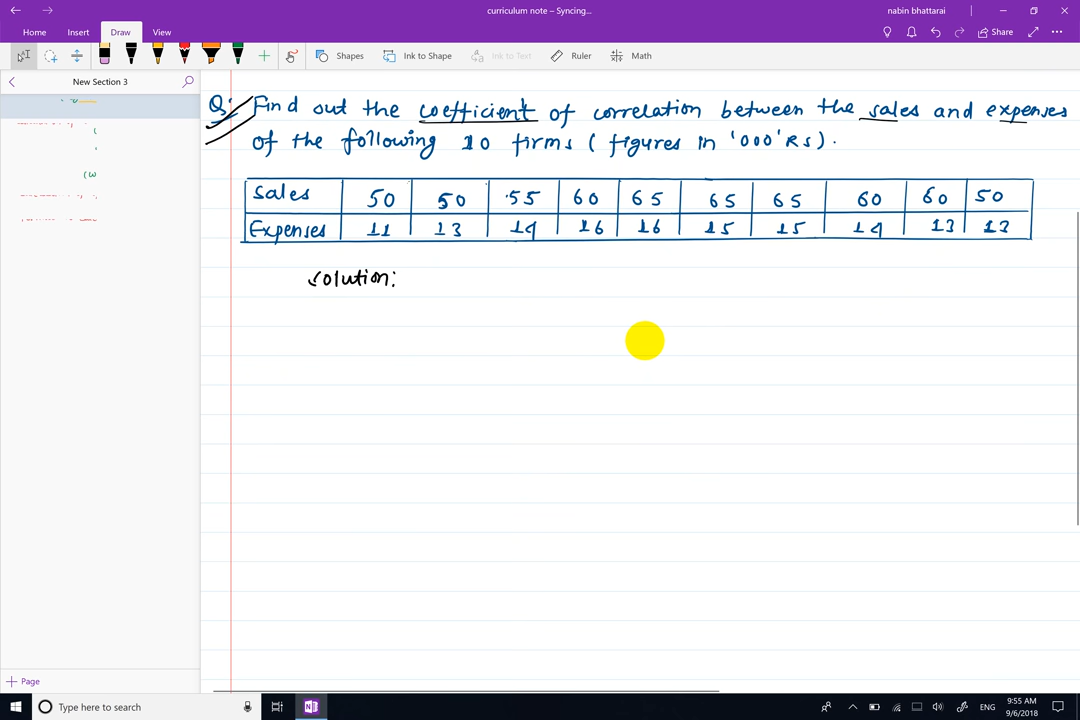 curriculum note – Syncing...
nabin bhattarai
Home Insert Draw View
Share
Shapes Ink to Shape Ink to Text Ruler Math
New Section 3
Q: Find out the coefficient of correlation between the sales and expenses
of the following 10 firms (figures in '000' RS).
Sales 50 50 .55 60 65 65 65 60 60 50
Expenses 11 13 14 16 16 15 15 14 13 13
Solution:
+ Page
Type here to search
ENG
9:55 AM
9/6/2018